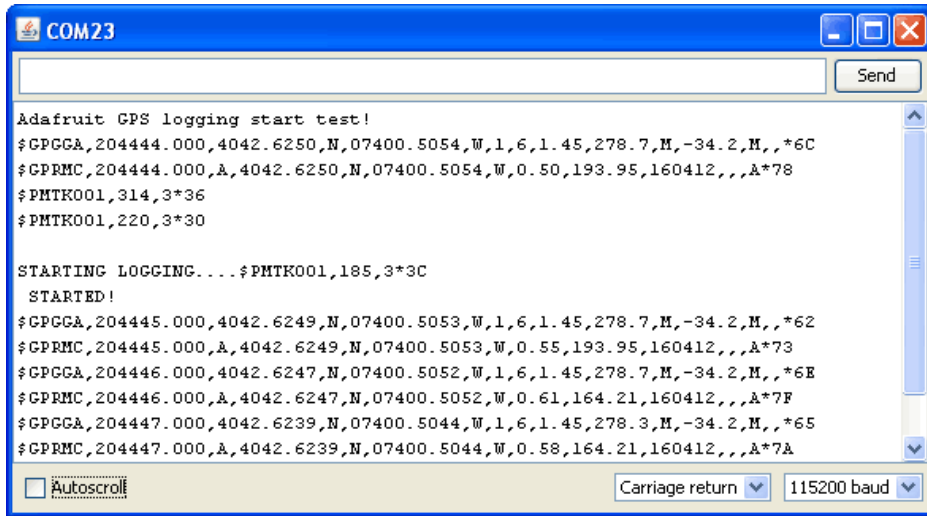 COM23
Send
Adafruit GPS logging start test!
$GPGGA,204444.000,4042.6250,N,07400.5054,W,1,6,1.45,278.7,M,-34.2,M,,*6C
$GPRMC,204444.000,A,4042.6250,N,07400.5054,W,0.50,193.95,160412,,,A*78
$PMTK001,314,3*36
$PMTK001,220,3*30
STARTING LOGGING....$PMTK001,185,3*3C
STARTED!
$GPGGA,204445.000,4042.6249,N,07400.5053,W,1,6,1.45,278.7,M,-34.2,M,,*62
$GPRMC,204445.000,A,4042.6249,N,07400.5053,W,0.55,193.95,160412,,,A*73
$GPGGA,204446.000,4042.6247,N,07400.5052,W,1,6,1.45,278.7,M,-34.2,M,,*6E
$GPRMC,204446.000,A,4042.6247,N,07400.5052,W,0.61,164.21,160412,,,A*7F
$GPGGA,204447.000,4042.6239,N,07400.5044,W,1,6,1.45,278.3,M,-34.2,M,,*65
$GPRMC,204447.000,A,4042.6239,N,07400.5044,W,0.58,164.21,160412,,,A*7A
Autoscroll
Carriage return
115200 baud